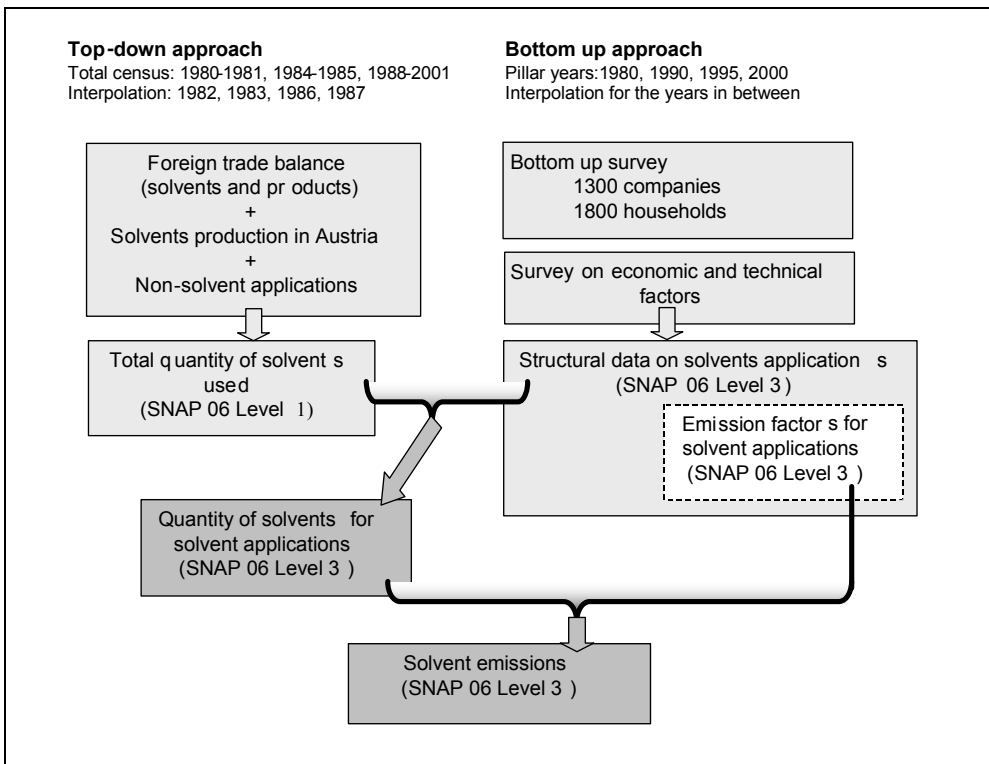 Top-down approach
Total census: 1980-1981, 1984-1985, 1988-2001
Interpolation: 1982, 1983, 1986, 1987
Bottom up approach
Pillar years:1980, 1990, 1995, 2000
Interpolation for the years in between
Foreign trade balance
(solvents and pr oducts)
+
Solvents production in Austria
+
Non-solvent applications
Bottom up survey
1300 companies
1800 households
Survey on economic and technical
factors
Total q uantity of solvent s
used
(SNAP 06 Level 1)
Structural data on solvents application s
(SNAP 06 Level 3 )
Emission factor s for
solvent applications
(SNAP 06 Level 3 )
Quantity of solvents for
solvent applications
(SNAP 06 Level 3 )
Solvent emissions
(SNAP 06 Level 3 )